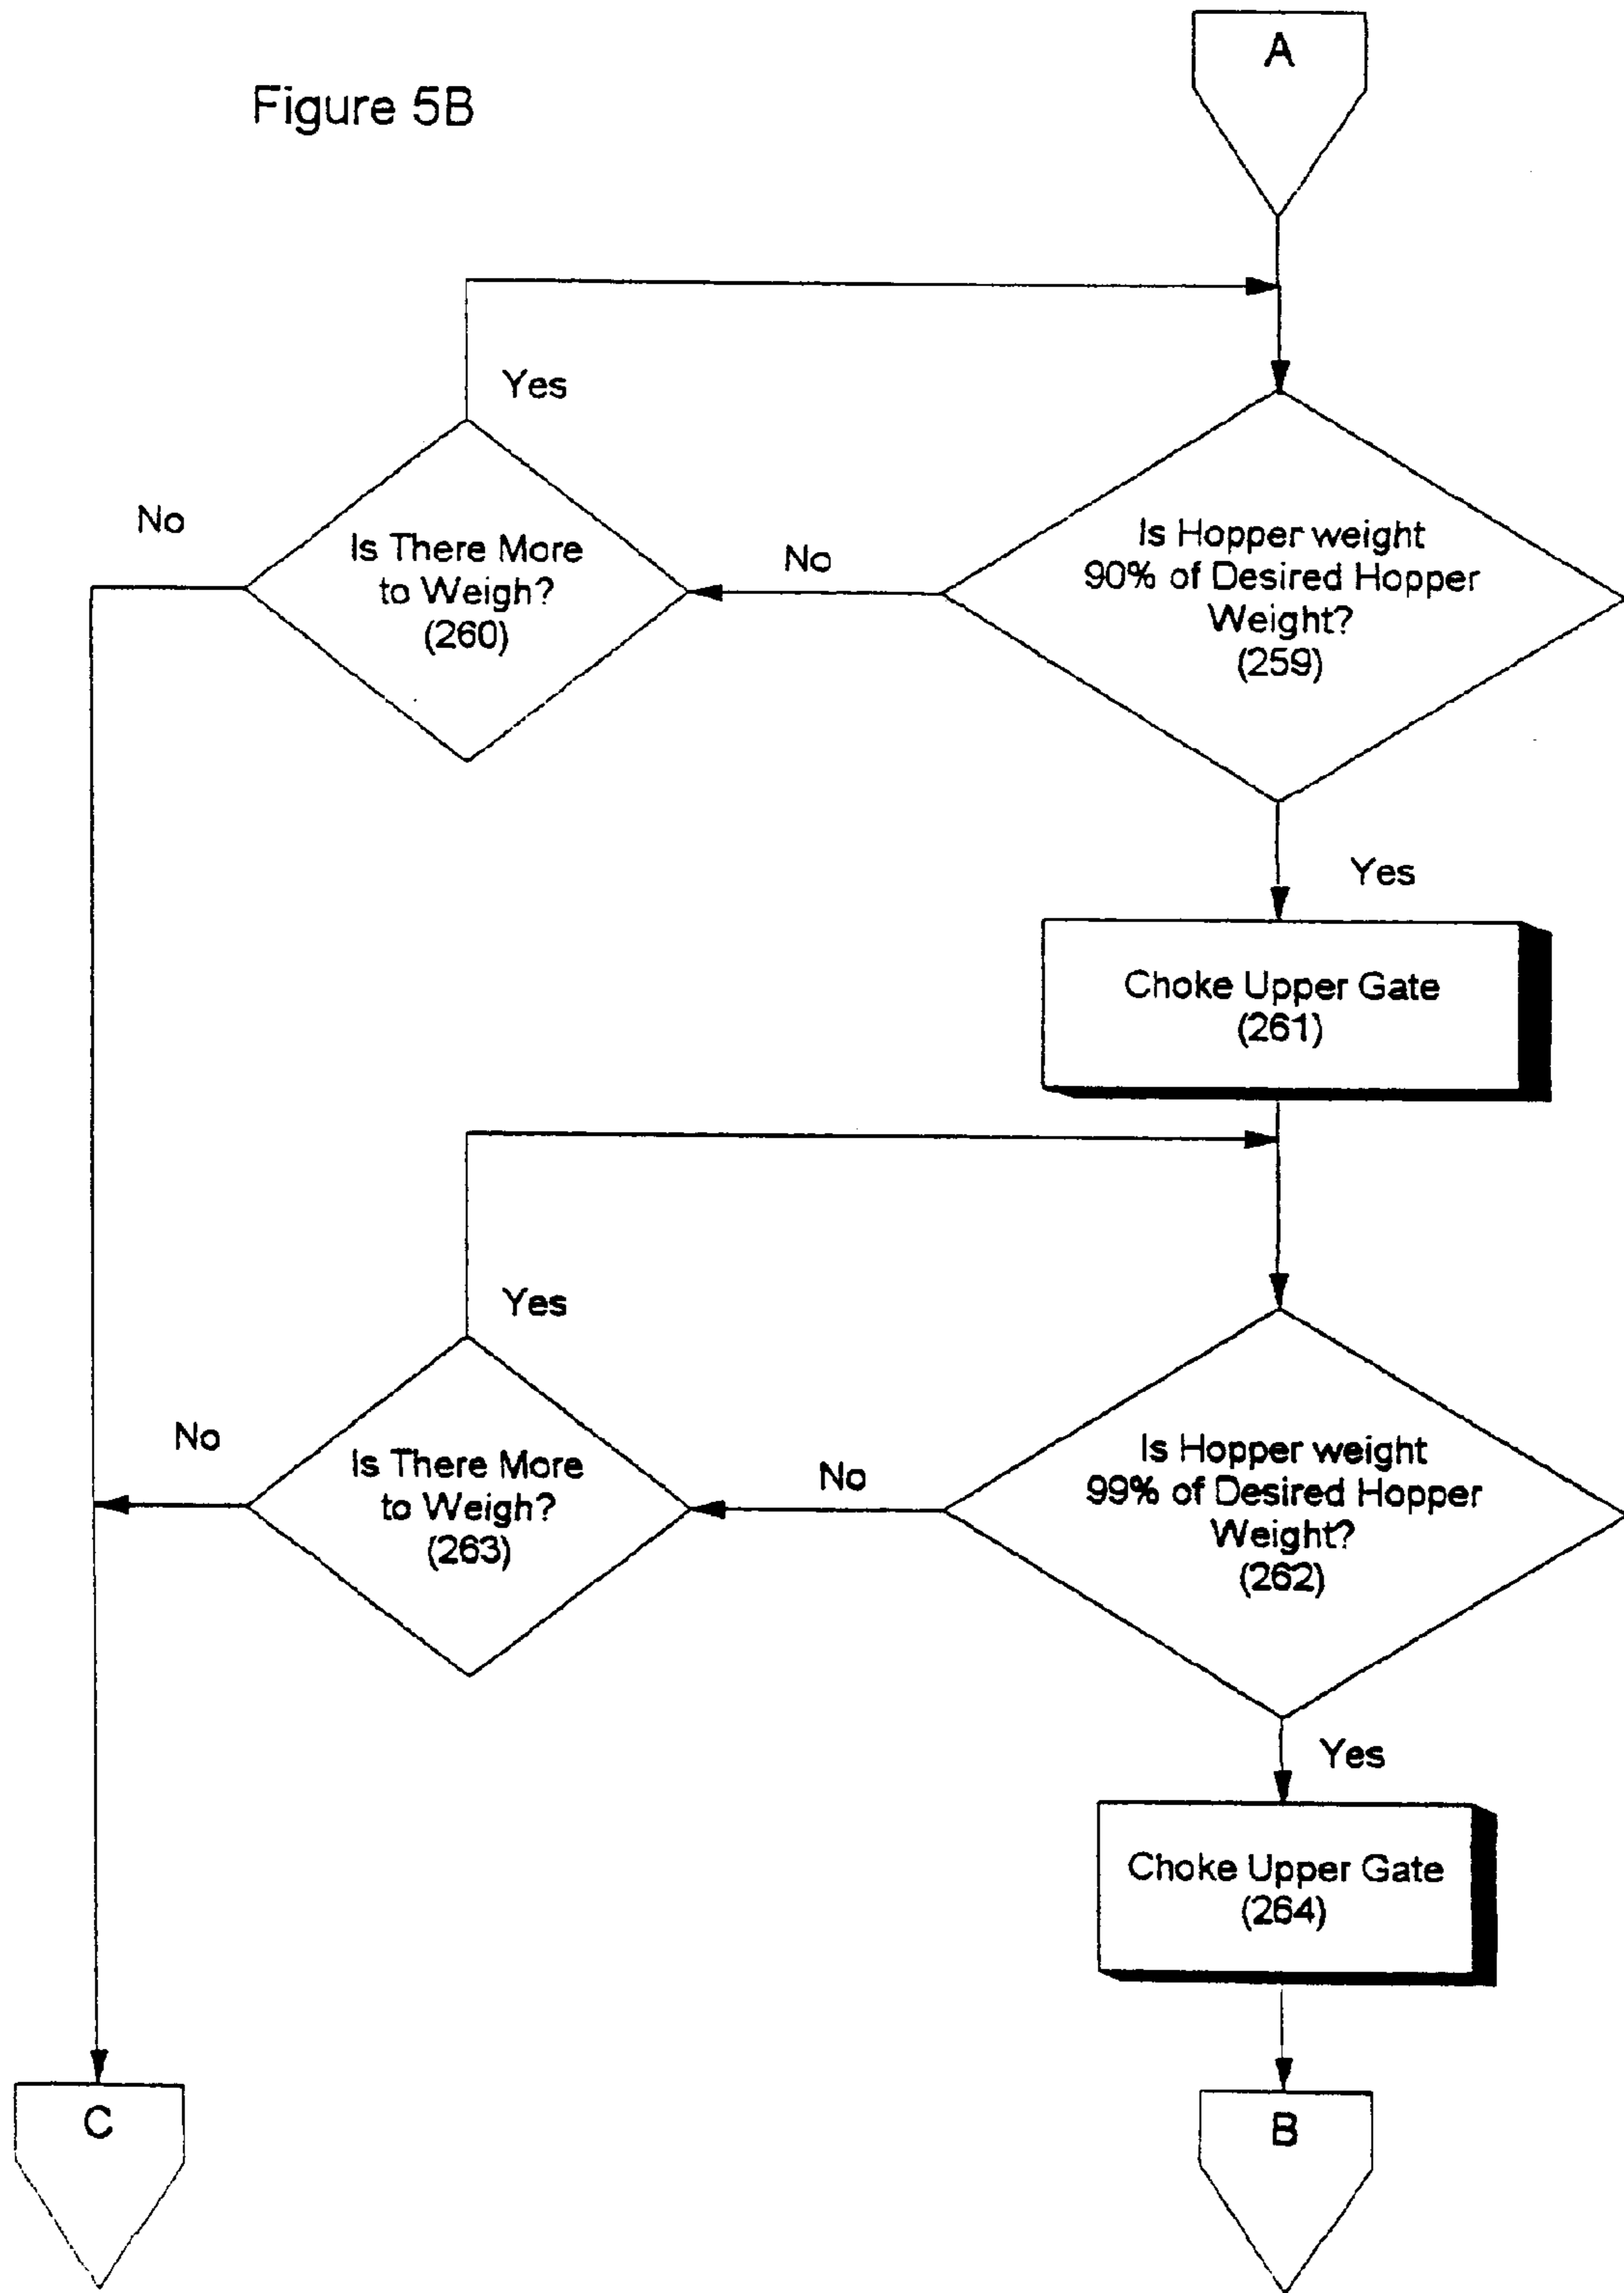 Figure 5B
A
Yes
No
Is There More
to Weigh?
(260)
No
Is Hopper weight
90% of Desired Hopper
Weight?
(259)
Yes
Choke Upper Gate
(261)
Yes
No
Is There More
to Weigh?
(263)
No
Is Hopper weight
99% of Desired Hopper
Weight?
(262)
Yes
Choke Upper Gate
(264)
C
B